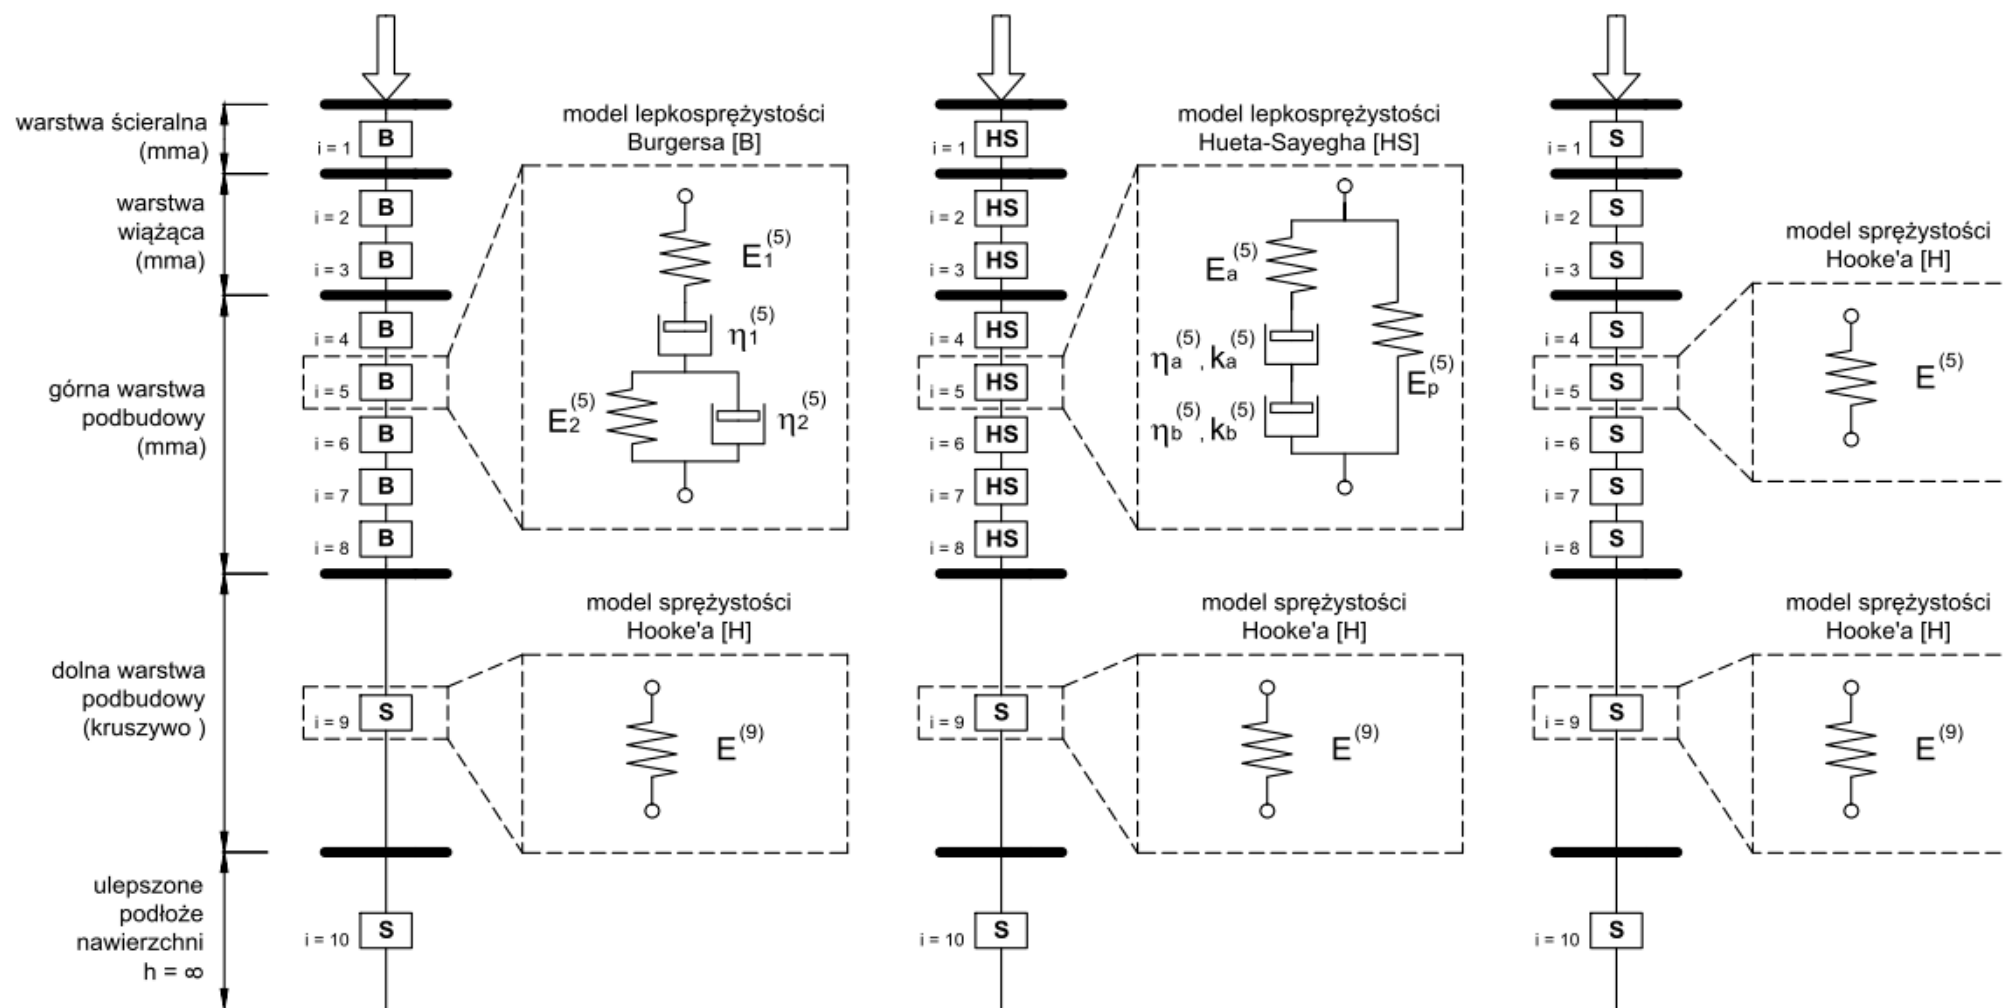 warstwa ścieralna
(mma)
warstwa
wiążąca
(mma)
górna warstwa
podbudowy
(mma)
dolna warstwa
podbudowy
(kruszywo )
ulepszone
podłoże
nawierzchni
h = ∞
i = 1 B
i = 2 B
i = 3 B
i = 4 B
i = 5 B
i = 6 B
i = 7 B
i = 8 B
i = 9 S
i = 10 S
model lepkosprężystości
Burgersa [B]
E1(5)
η1(5)
E2(5)
η2(5)
model sprężystości
Hooke'a [H]
E(9)
i = 1 HS
i = 2 HS
i = 3 HS
i = 4 HS
i = 5 HS
i = 6 HS
i = 7 HS
i = 8 HS
i = 9 S
i = 10 S
model lepkosprężystości
Hueta-Sayegha [HS]
Ea(5)
ηa(5), ka(5)
ηb(5), kb(5)
Ep(5)
model sprężystości
Hooke'a [H]
E(9)
i = 1 S
i = 2 S
i = 3 S
i = 4 S
i = 5 S
i = 6 S
i = 7 S
i = 8 S
i = 9 S
i = 10 S
model sprężystości
Hooke'a [H]
E(5)
model sprężystości
Hooke'a [H]
E(9)